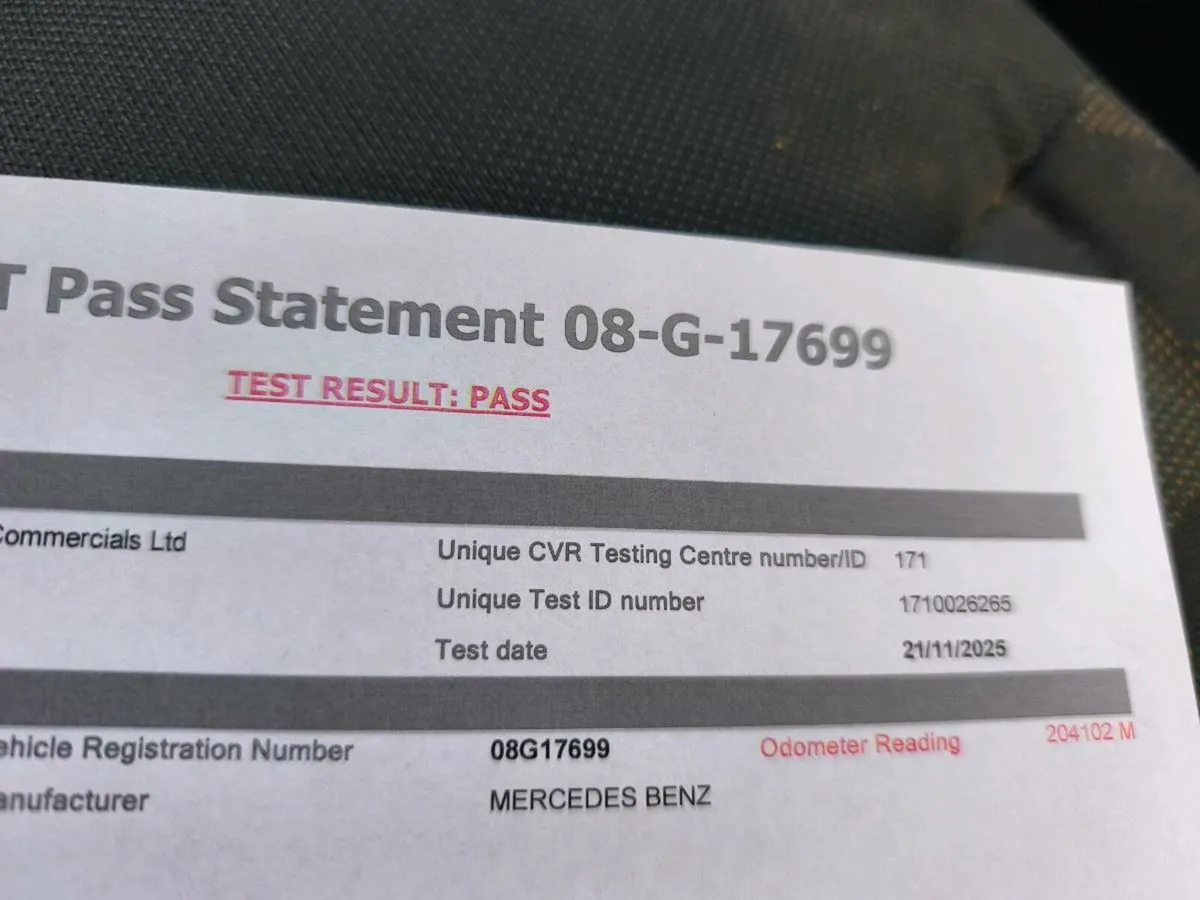 Pass Statement 08-G-17699
TEST RESULT: PASS
Commercials Ltd
Unique CVR Testing Centre number/ID 171
Unique Test ID number 1710026265
Test date 21/11/2025
ehicle Registration Number 08G17699 Odometer Reading 204102 M
anufacturer MERCEDES BENZ